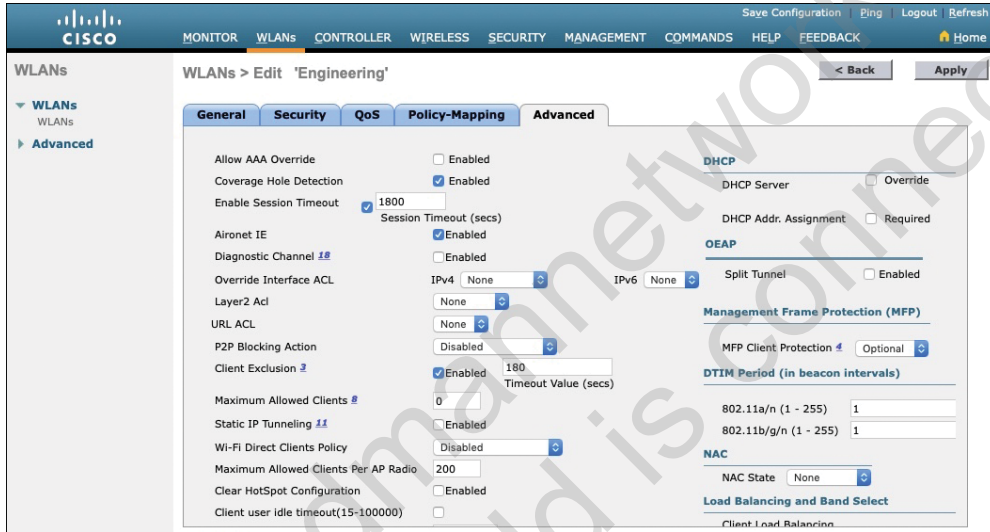 Save Configuration | Ping | Logout | Refresh
CISCO
MONITOR WLANs CONTROLLER WIRELESS SECURITY MANAGEMENT COMMANDS HELP FEEDBACK Home
WLANs
WLANs > Edit 'Engineering'
< Back Apply
WLANs
WLANs
Advanced
General Security QoS Policy-Mapping Advanced
Allow AAA Override Enabled
Coverage Hole Detection Enabled
Enable Session Timeout 1800
Session Timeout (secs)
Aironet IE Enabled
Diagnostic Channel 18 Enabled
Override Interface ACL IPv4 None IPv6 None
Layer2 Acl None
URL ACL None
P2P Blocking Action Disabled
Client Exclusion 3 Enabled 180
Timeout Value (secs)
Maximum Allowed Clients 8 0
Static IP Tunneling 11 Enabled
Wi-Fi Direct Clients Policy Disabled
Maximum Allowed Clients Per AP Radio 200
Clear HotSpot Configuration Enabled
Client user idle timeout(15-100000)
DHCP
DHCP Server Override
DHCP Addr. Assignment Required
OEAP
Split Tunnel Enabled
Management Frame Protection (MFP)
MFP Client Protection 4 Optional
DTIM Period (in beacon intervals)
802.11a/n (1 - 255) 1
802.11b/g/n (1 - 255) 1
NAC
NAC State None
Load Balancing and Band Select
Client Load Balancing